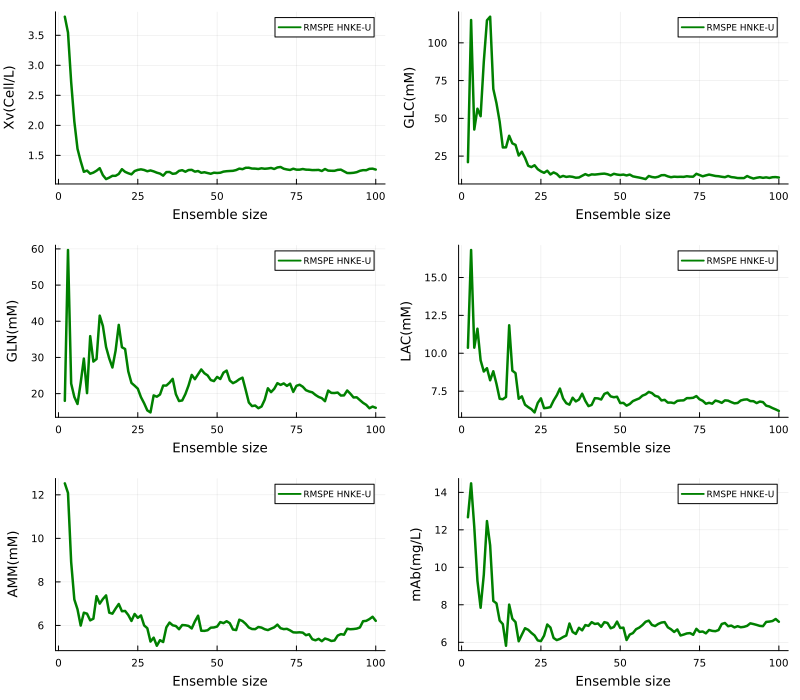 RMSPE HNKE-U
Xv(Cell/L)
3.5
3.0
2.5
2.0
1.5
0 25 50 75 100
Ensemble size
RMSPE HNKE-U
GLC(mM)
100
75
50
25
0 25 50 75 100
Ensemble size
RMSPE HNKE-U
GLN(mM)
60
50
40
30
20
0 25 50 75 100
Ensemble size
RMSPE HNKE-U
LAC(mM)
15.0
12.5
10.0
7.5
0 25 50 75 100
Ensemble size
RMSPE HNKE-U
AMM(mM)
12
10
8
6
0 25 50 75 100
Ensemble size
RMSPE HNKE-U
mAb(mg/L)
14
12
10
8
6
0 25 50 75 100
Ensemble size